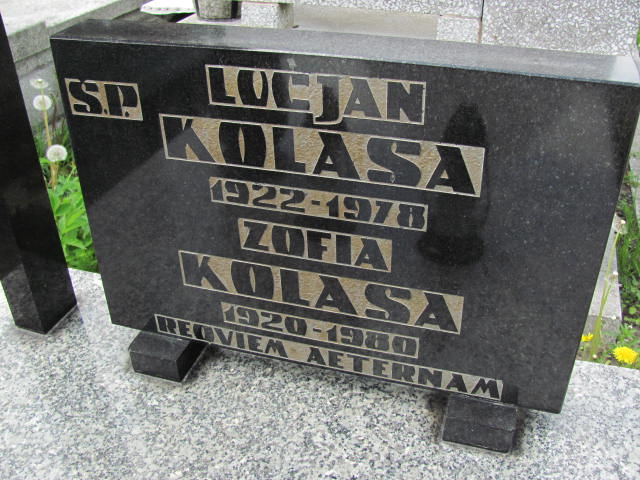 Ś.P. LUCJAN
KOLASA
1922-1978
ZOFIA
KOLASA
1920-1980
REQVIEM AETERNAM